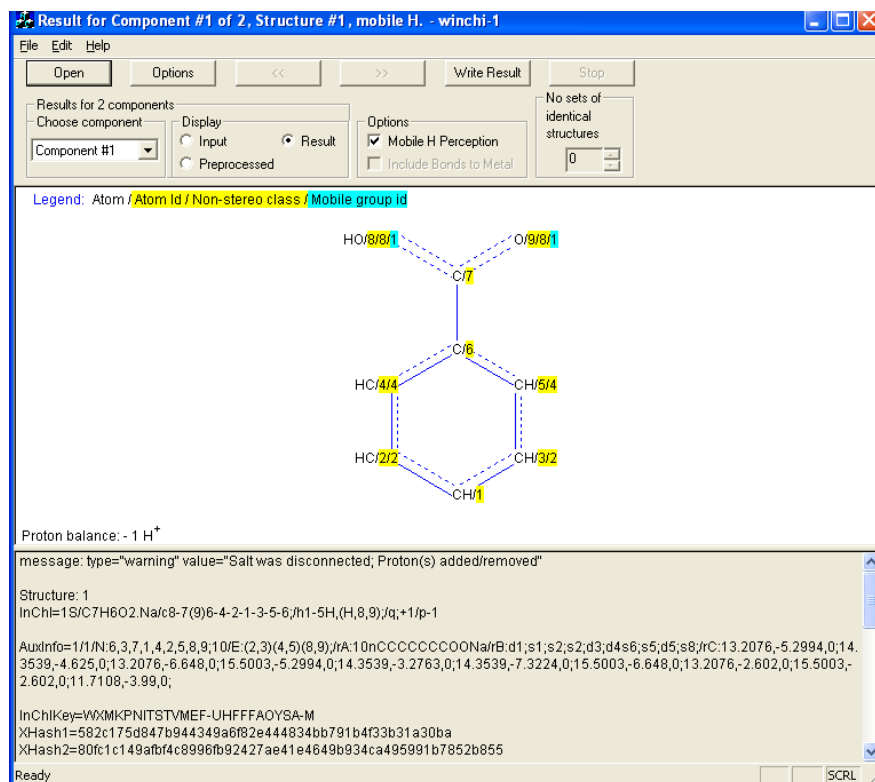 Result for Component #1 of 2, Structure #1, mobile H. - winchi-1
File Edit Help
Open Options << >> Write Result Stop
Results for 2 components
Choose component
Component #1
Display
Input Result
Preprocessed
Options
Mobile H Perception
Include Bonds to Metal
No sets of
identical
structures
0
Legend: Atom / Atom Id / Non-stereo class / Mobile group id
HO/8/8/1 O/9/8/1
C/7
C/6
HC/4/4 CH/5/4
HC/2/2 CH/3/2
CH/1
Proton balance: - 1 H+
message: type="warning" value="Salt was disconnected; Proton(s) added/removed"
Structure: 1
InChI=1S/C7H6O2.Na/c8-7(9)6-4-2-1-3-5-6;/h1-5H,(H,8,9);/q;+1/p-1
AuxInfo=1/1/N:6,3,7,1,4,2,5,8,9;10/E:(2,3)(4,5)(8,9);/rA:10nCCCCCCCOONa/rB:d1;s1;s2;s2;d3;d4s6;s5;d5;s8;/rC:13.2076,-5.2994,0;14.
3539,-4.625,0;13.2076,-6.648,0;15.5003,-5.2994,0;14.3539,-3.2763,0;14.3539,-7.3224,0;15.5003,-6.648,0;13.2076,-2.602,0;15.5003,-
2.602,0;11.7108,-3.99,0;
InChIKey=WXMKPNITSTVMEF-UHFFFAOYSA-M
XHash1=582c175d847b944349a6f82e444834bb791b4f33b31a30ba
XHash2=80fc1c149afbf4c8996fb92427ae41e4649b934ca495991b7852b855
Ready SCRL